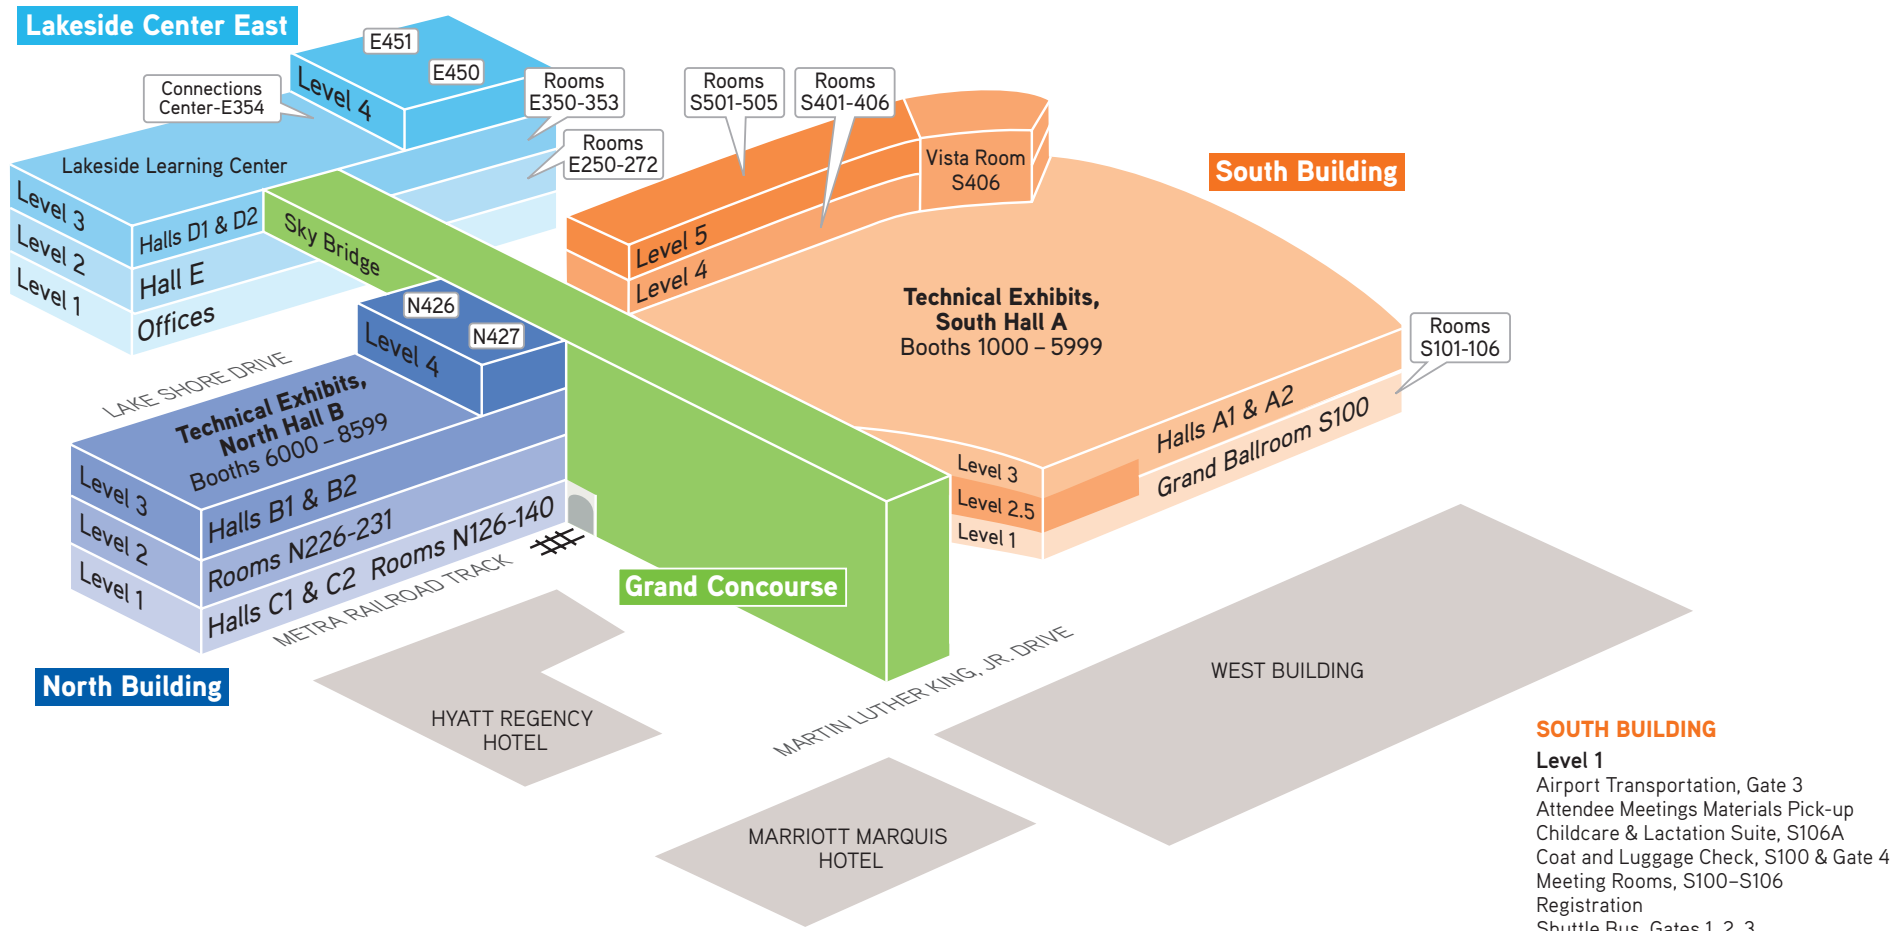 Lakeside Center East
E451
E450
Level 4
Connections
Center-E354
Rooms
E350-353
Rooms
E250-272
Lakeside Learning Center
Level 3
Level 2
Level 1
Halls D1 & D2
Hall E
Offices
Sky Bridge
Rooms
S501-505
Rooms
S401-406
Vista Room
S406
South Building
Level 5
Level 4
Technical Exhibits,
South Hall A
Booths 1000 – 5999
Rooms
S101-106
Halls A1 & A2
Grand Ballroom S100
Level 3
Level 2.5
Level 1
LAKE SHORE DRIVE
N426
N427
Level 4
Technical Exhibits,
North Hall B
Booths 6000 – 8599
Level 3
Level 2
Level 1
Halls B1 & B2
Rooms N226-231
Halls C1 & C2 Rooms N126-140
METRA RAILROAD TRACK
Grand Concourse
North Building
HYATT REGENCY
HOTEL
MARTIN LUTHER KING, JR. DRIVE
WEST BUILDING
MARRIOTT MARQUIS
HOTEL
SOUTH BUILDING
Level 1
Airport Transportation, Gate 3
Attendee Meetings Materials Pick-up
Childcare & Lactation Suite, S106A
Coat and Luggage Check, S100 & Gate 4
Meeting Rooms, S100–S106
Registration
Shuttle Bus, Gates 1, 2, 3